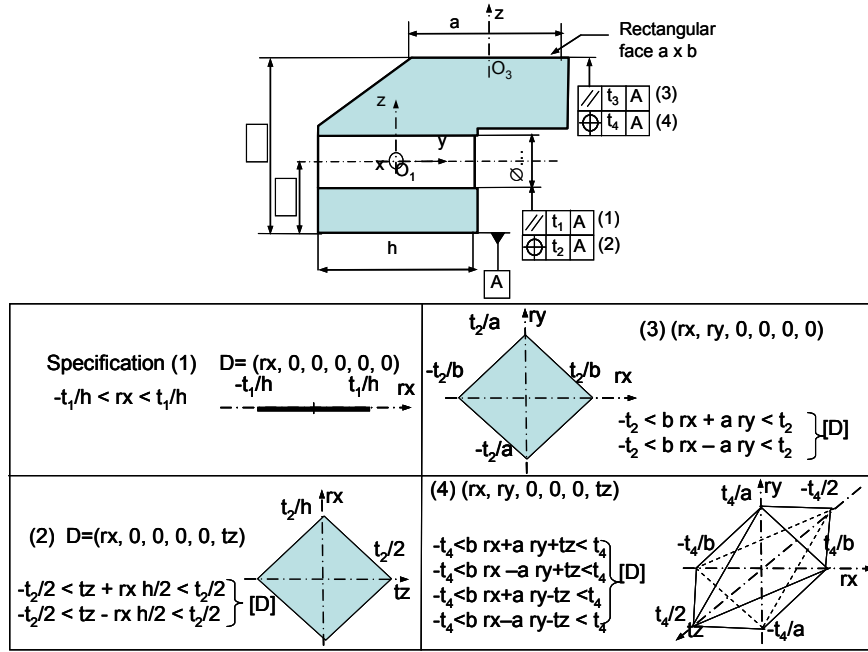 z
a
Rectangular
face a x b
O3
// t3 A (3)
⌖ t4 A (4)
z
y
x
O1
Ø...
// t1 A (1)
⌖ t2 A (2)
h
A
Specification (1) D= (rx, 0, 0, 0, 0, 0)
-t1/h < rx < t1/h
-t1/h t1/h rx
t2/a ry
(3) (rx, ry, 0, 0, 0, 0)
-t2/b t2/b rx
-t2/a
-t2 < b rx + a ry < t2
-t2 < b rx – a ry < t2
[D]
t2/h rx
(2) D=(rx, 0, 0, 0, 0, tz)
t2/2
tz
-t2/2 < tz + rx h/2 < t2/2
-t2/2 < tz - rx h/2 < t2/2
[D]
(4) (rx, ry, 0, 0, 0, tz)
-t4<b rx+a ry+tz< t4
-t4<b rx –a ry+tz<t4
-t4<b rx+a ry-tz <t4
-t4<b rx–a ry-tz < t4
[D]
t4/a ry -t4/2
-t4/b t4/b
rx
t4/2
tz -t4/a